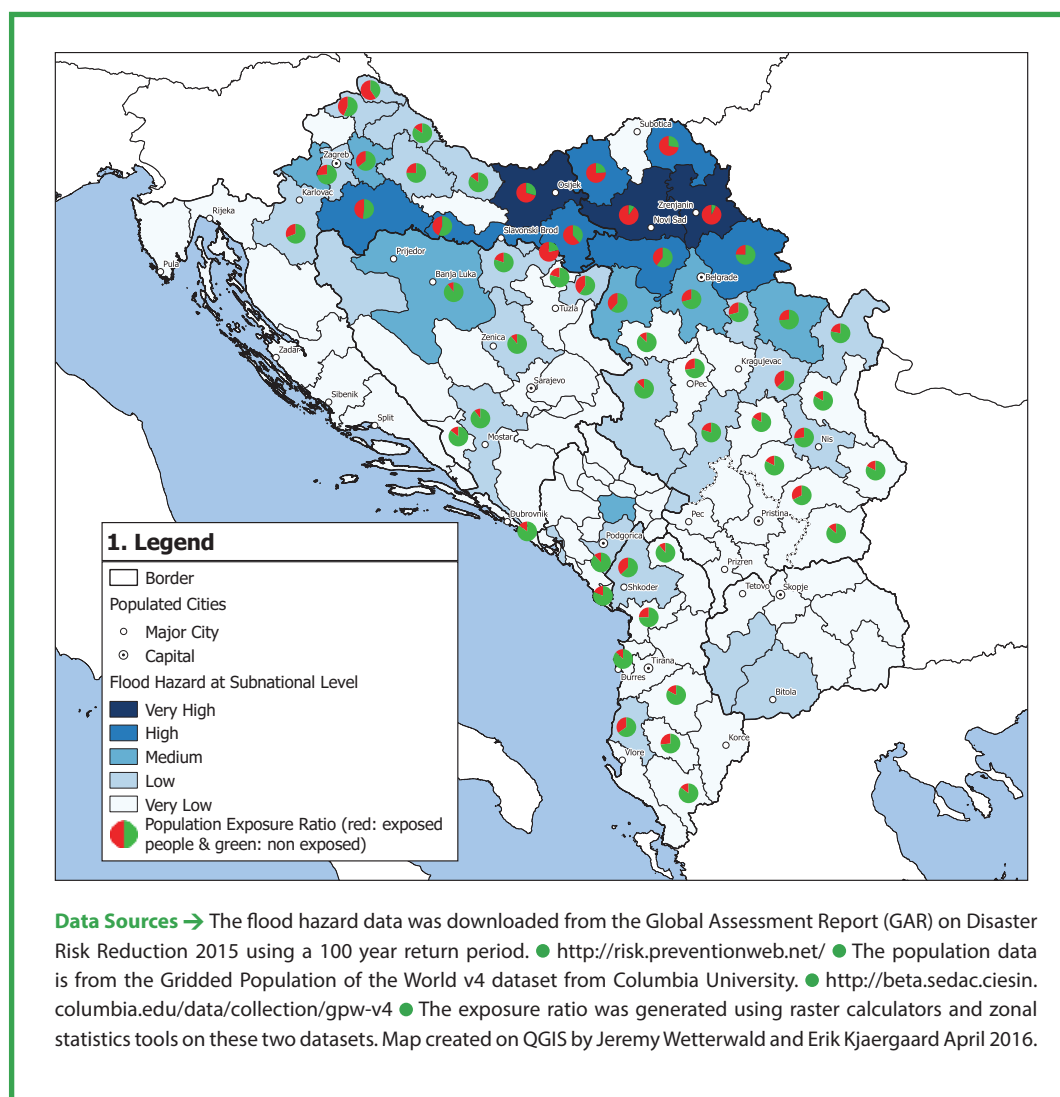 Subotica
Zagreb
Osijek
Karlovac
Zrenjanin
Novi Sad
Rijeka
Slavonski Brod
Pula
Prijedor
Banja Luka
Belgrade
Tuzla
Zenica
Zadar
Kragujevac
Sarajevo
Pec
Sibenik
Split
Mostar
Nis
Dubrovnik
Pec
Pristina
Podgorica
Prizren
Shkoder
Tetovo
Skopje
Tirana
Durres
Bitola
Korce
Vlore
1. Legend
Border
Populated Cities
Major City
Capital
Flood Hazard at Subnational Level
Very High
High
Medium
Low
Very Low
Population Exposure Ratio (red: exposed
people & green: non exposed)
Data Sources → The flood hazard data was downloaded from the Global Assessment Report (GAR) on Disaster
Risk Reduction 2015 using a 100 year return period. ● http://risk.preventionweb.net/ ● The population data
is from the Gridded Population of the World v4 dataset from Columbia University. ● http://beta.sedac.ciesin.
columbia.edu/data/collection/gpw-v4 ● The exposure ratio was generated using raster calculators and zonal
statistics tools on these two datasets. Map created on QGIS by Jeremy Wetterwald and Erik Kjaergaard April 2016.